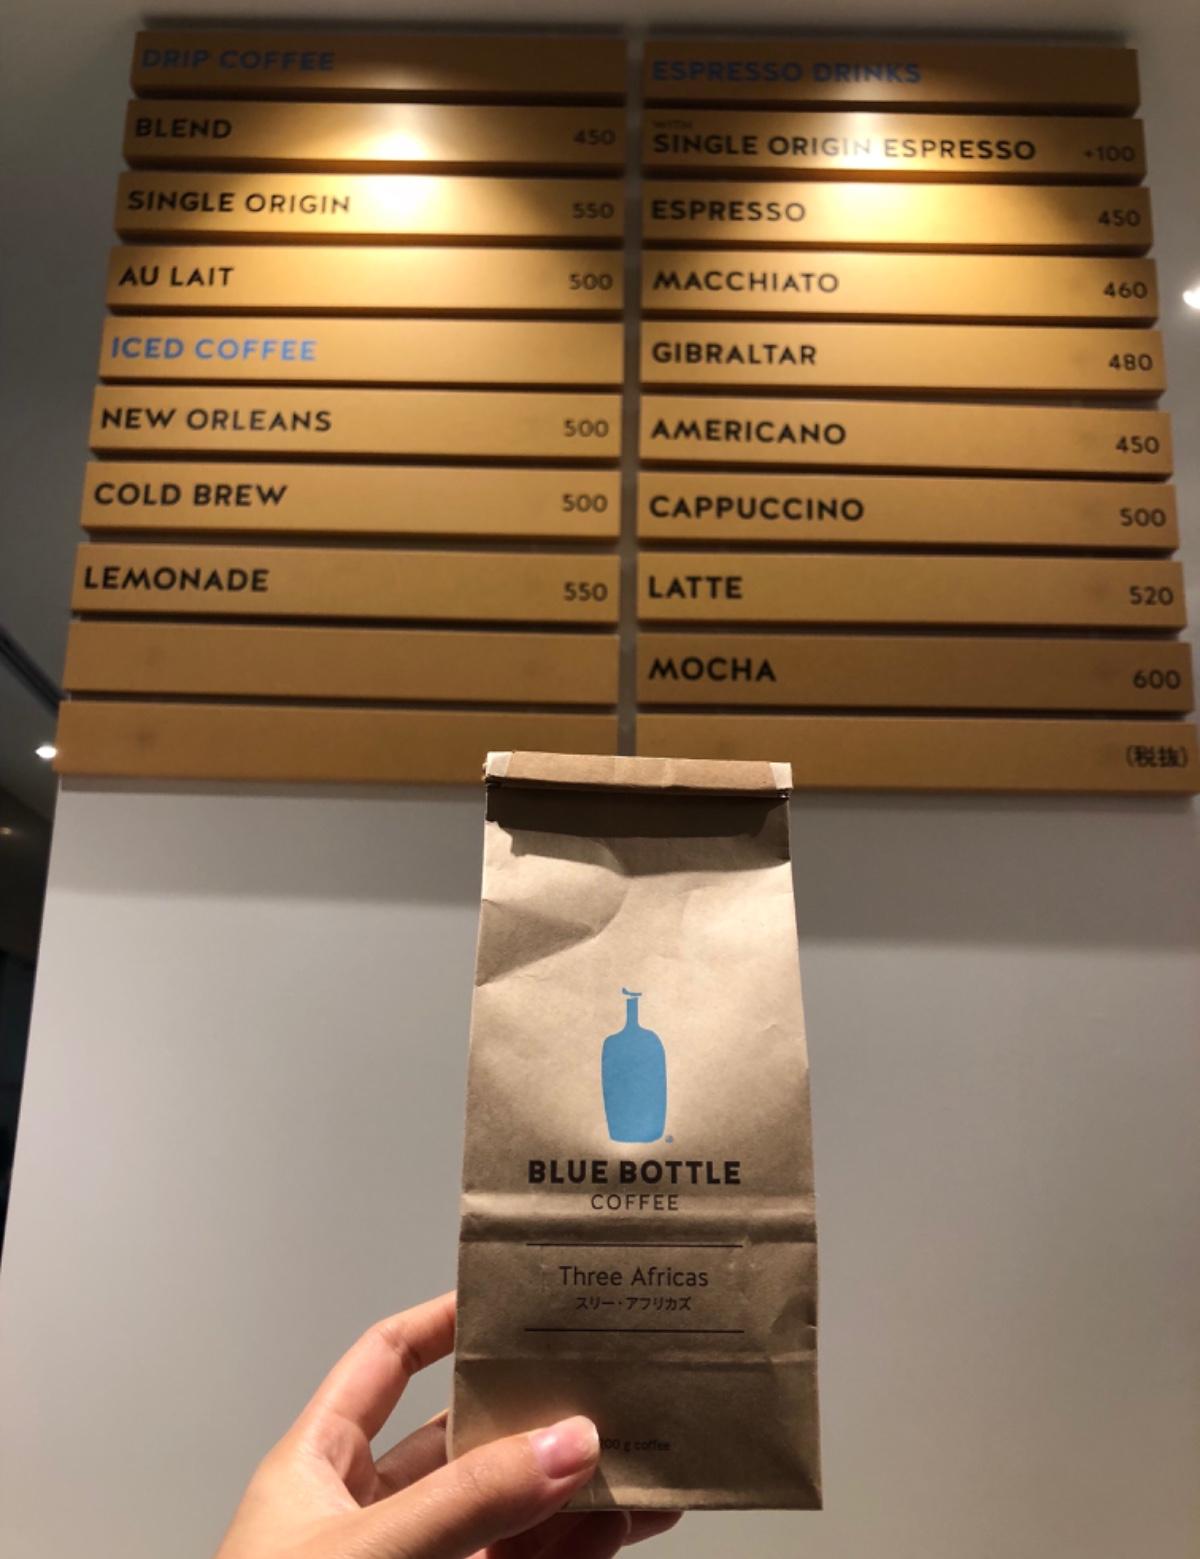 DRIP COFFEE
BLEND 450
SINGLE ORIGIN 550
AU LAIT 500
ICED COFFEE
NEW ORLEANS 500
COLD BREW 500
LEMONADE 550
ESPRESSO DRINKS
WITH
SINGLE ORIGIN ESPRESSO +100
ESPRESSO 450
MACCHIATO 460
GIBRALTAR 480
AMERICANO 450
CAPPUCCINO 500
LATTE 520
MOCHA 600
(税抜)
BLUE BOTTLE
COFFEE
Three Africas
スリー・アフリカズ
g coffee